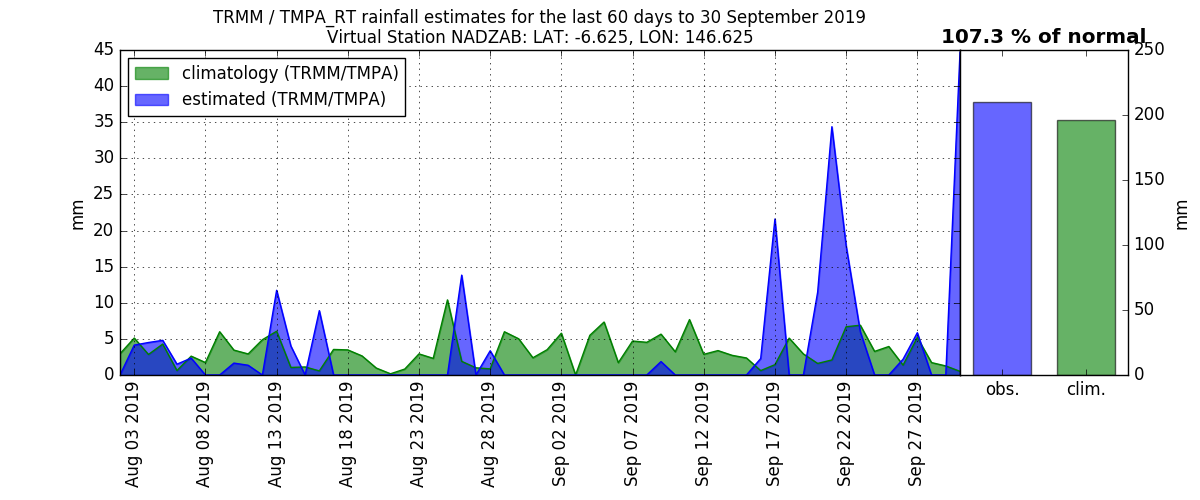 TRMM / TMPA_RT rainfall estimates for the last 60 days to 30 September 2019
Virtual Station NADZAB: LAT: -6.625, LON: 146.625
107.3 % of normal
climatology (TRMM/TMPA)
estimated (TRMM/TMPA)
mm
45
40
35
30
25
20
15
10
5
0
Aug 03 2019
Aug 08 2019
Aug 13 2019
Aug 18 2019
Aug 23 2019
Aug 28 2019
Sep 02 2019
Sep 07 2019
Sep 12 2019
Sep 17 2019
Sep 22 2019
Sep 27 2019
250
200
150
100
50
0
mm
obs.
clim.